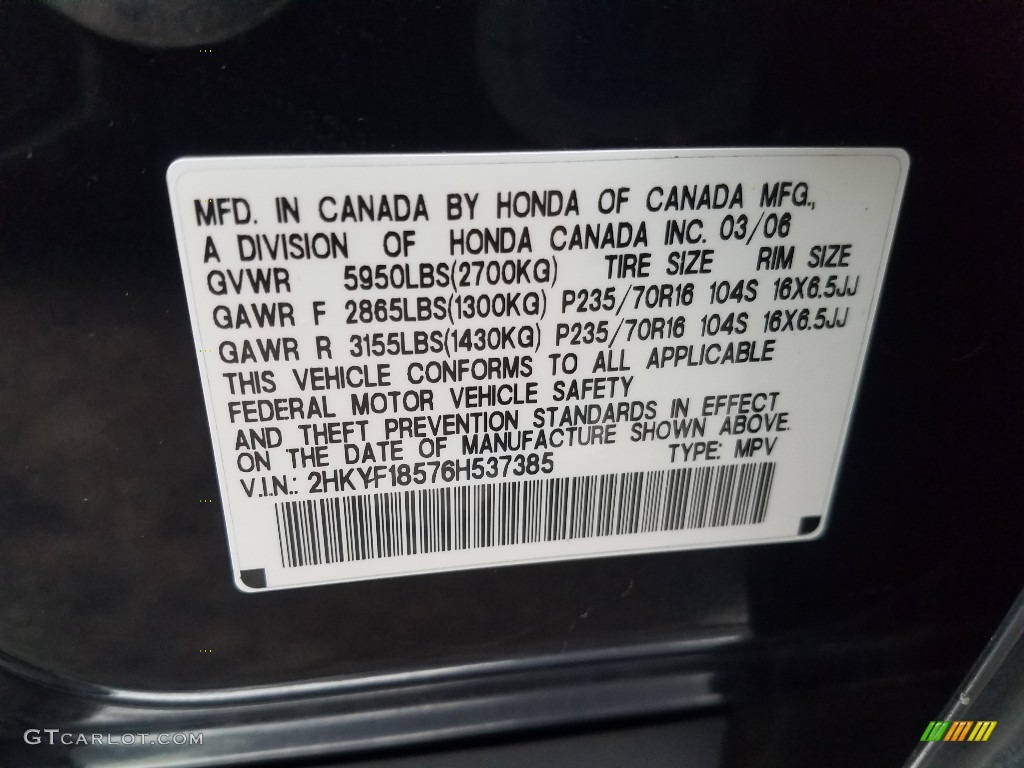 MFD. IN CANADA BY HONDA OF CANADA MFG.,
A DIVISION OF HONDA CANADA INC. 03/06
GVWR 5950LBS(2700KG) TIRE SIZE RIM SIZE
GAWR F 2865LBS(1300KG) P235/70R16 104S 16X6.5JJ
GAWR R 3155LBS(1430KG) P235/70R16 104S 16X6.5JJ
THIS VEHICLE CONFORMS TO ALL APPLICABLE
FEDERAL MOTOR VEHICLE SAFETY
AND THEFT PREVENTION STANDARDS IN EFFECT
ON THE DATE OF MANUFACTURE SHOWN ABOVE.
V.I.N.: 2HKYF18576H537385 TYPE: MPV
GTCARLOT.COM